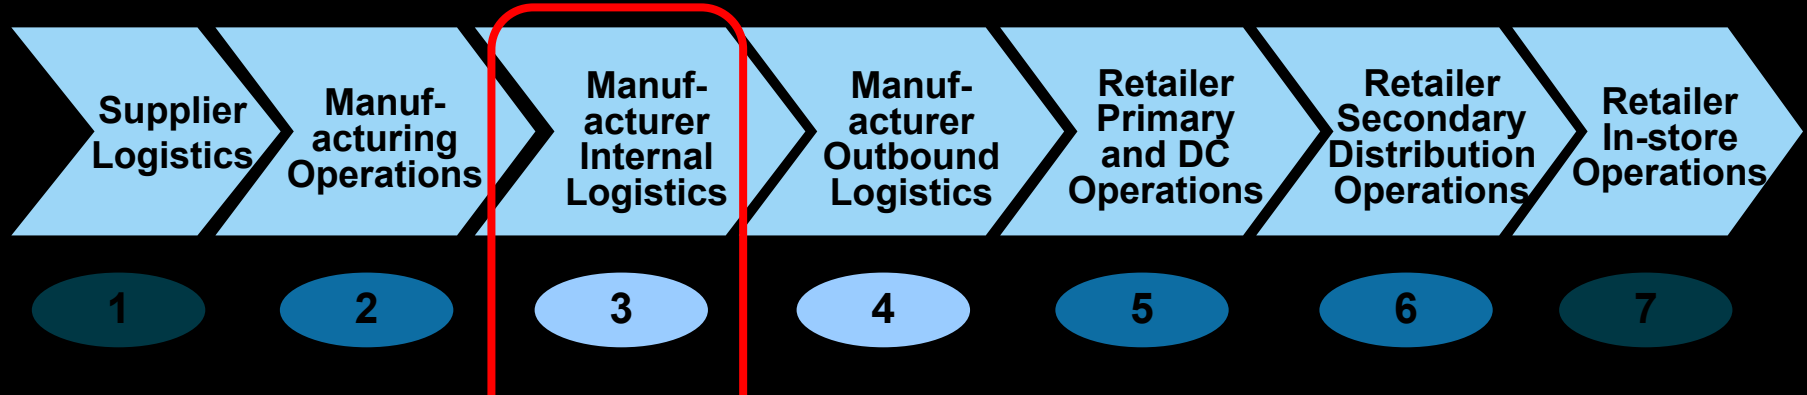 Supplier
Logistics
Manuf-
acturing
Operations
Manuf-
acturer
Internal
Logistics
Manuf-
acturer
Outbound
Logistics
Retailer
Primary
and DC
Operations
Retailer
Secondary
Distribution
Operations
Retailer
In-store
Operations
1
2
3
4
5
6
7